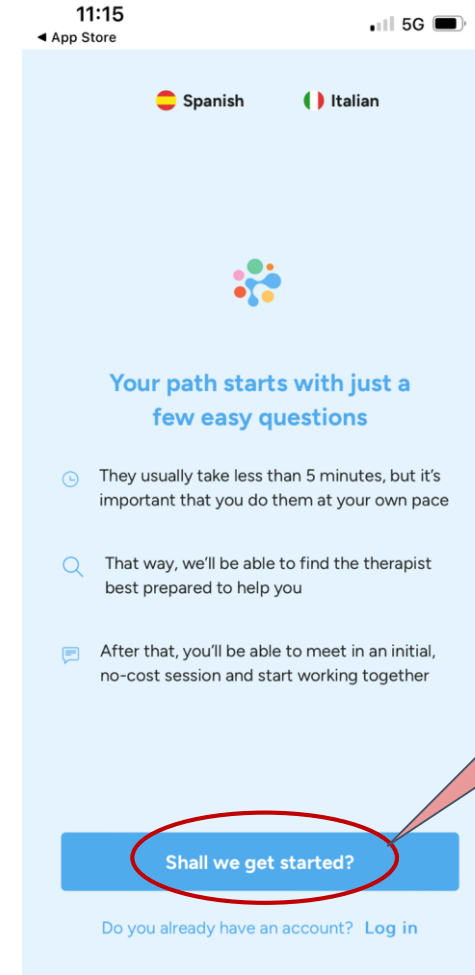 11:15
5G
◀ App Store
Spanish
Italian
Your path starts with just a
few easy questions
They usually take less than 5 minutes, but it's
important that you do them at your own pace
That way, we'll be able to find the therapist
best prepared to help you
After that, you'll be able to meet in an initial,
no-cost session and start working together
Shall we get started?
Do you already have an account? Log in